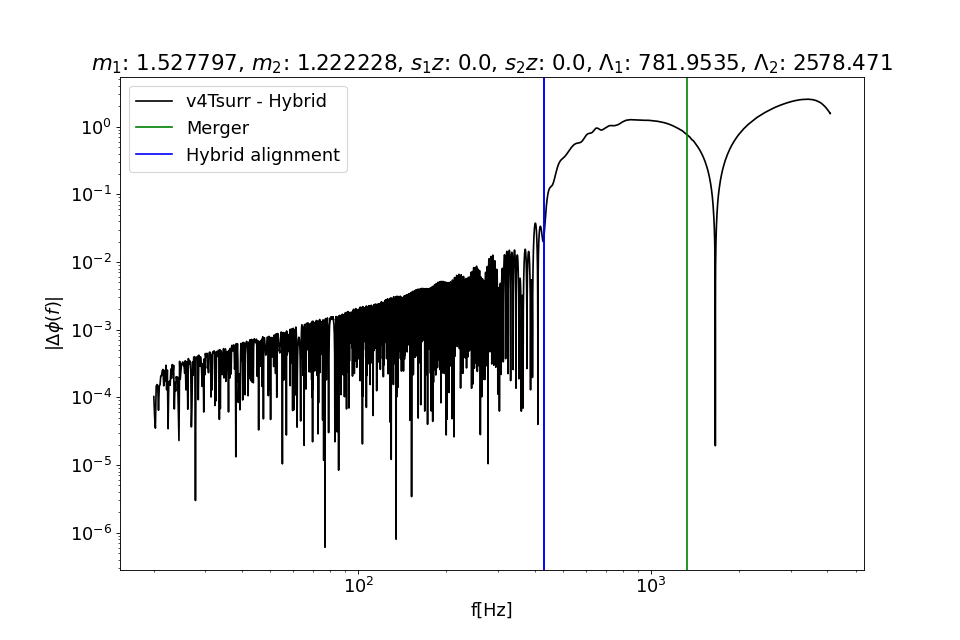 m₁: 1.527797, m₂: 1.222228, s₁z: 0.0, s₂z: 0.0, Λ₁: 781.9535, Λ₂: 2578.471
v4Tsurr - Hybrid
Merger
Hybrid alignment
10⁰
10⁻¹
10⁻²
10⁻³
10⁻⁴
10⁻⁵
10⁻⁶
|Δϕ(f)|
10²
10³
f[Hz]